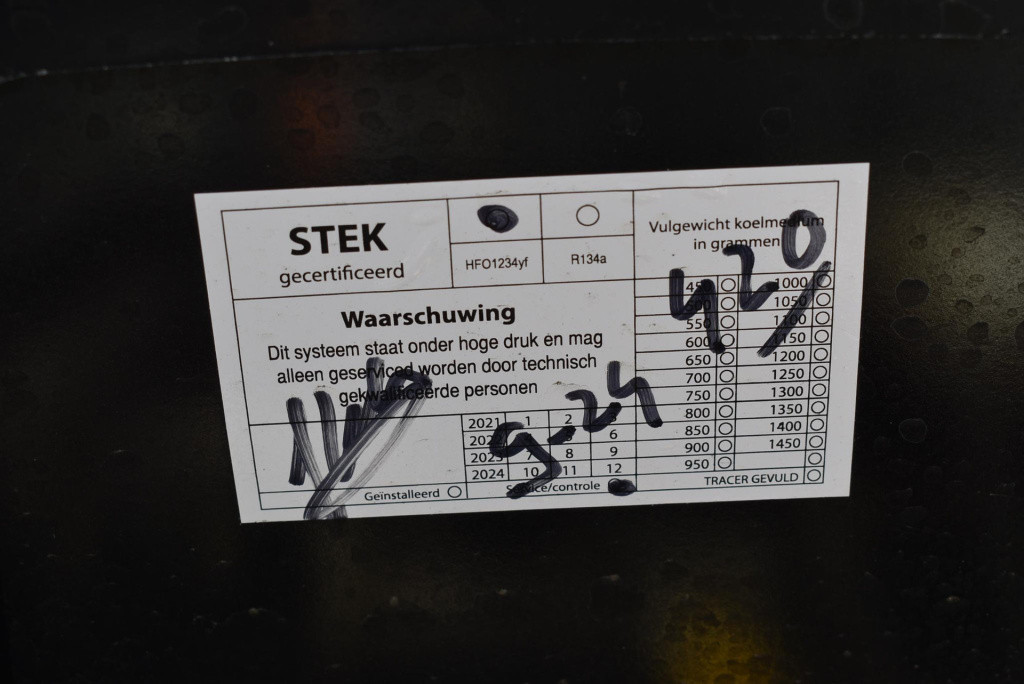 STEK
gecertificeerd
HFO1234yf
R134a
Vulgewicht koelmedium
in grammen
420
Waarschuwing
Dit systeem staat onder hoge druk en mag
alleen geserviced worden door technisch
gekwalificeerde personen
1000
1050
550 1100
600 1150
650 1200
700 1250
750 1300
800 1350
850 1400
900 1450
950
TRACER GEVULD
2021 1 2
6
7 8 9
2024 10 11 12
9-24
Geïnstalleerd
Service/controle